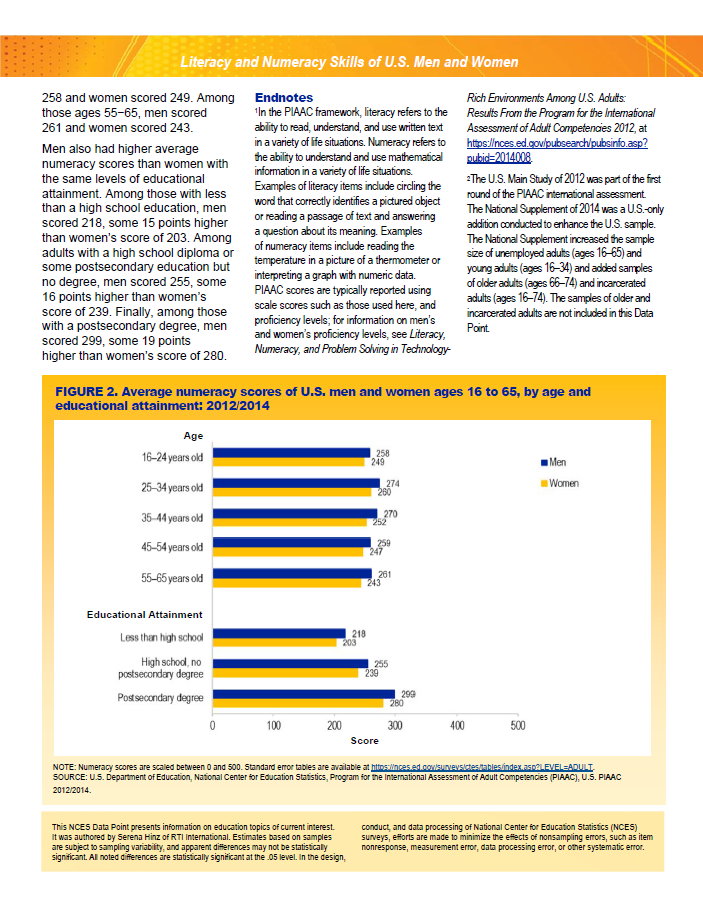 Literacy and Numeracy Skills of U.S. Men and Women
258 and women scored 249. Among
those ages 55–65, men scored
261 and women scored 243.
Men also had higher average
numeracy scores than women with
the same levels of educational
attainment. Among those with less
than a high school education, men
scored 218, some 15 points higher
than women's score of 203. Among
adults with a high school diploma or
some postsecondary education but
no degree, men scored 255, some
16 points higher than women's
score of 239. Finally, among those
with a postsecondary degree, men
scored 299, some 19 points
higher than women's score of 280.
Endnotes
¹In the PIAAC framework, literacy refers to the
ability to read, understand, and use written text
in a variety of life situations. Numeracy refers to
the ability to understand and use mathematical
information in a variety of life situations.
Examples of literacy items include circling the
word that correctly identifies a pictured object
or reading a passage of text and answering
a question about its meaning. Examples
of numeracy items include reading the
temperature in a picture of a thermometer or
interpreting a graph with numeric data.
PIAAC scores are typically reported using
scale scores such as those used here, and
proficiency levels; for information on men's
and women's proficiency levels, see Literacy,
Numeracy, and Problem Solving in Technology-
Rich Environments Among U.S. Adults:
Results From the Program for the International
Assessment of Adult Competencies 2012, at
https://nces.ed.gov/pubsearch/pubsinfo.asp?
pubid=2014008.
²The U.S. Main Study of 2012 was part of the first
round of the PIAAC international assessment.
The National Supplement of 2014 was a U.S.-only
addition conducted to enhance the U.S. sample.
The National Supplement increased the sample
size of unemployed adults (ages 16–65) and
young adults (ages 16–34) and added samples
of older adults (ages 66–74) and incarcerated
adults (ages 16–74). The samples of older and
incarcerated adults are not included in this Data
Point.
FIGURE 2. Average numeracy scores of U.S. men and women ages 16 to 65, by age and
educational attainment: 2012/2014
Age
16–24 years old 258
249
25–34 years old 274
260
35–44 years old 270
252
45–54 years old 259
247
55–65 years old 261
243
Men
Women
Educational Attainment
Less than high school 218
203
High school, no
postsecondary degree 255
239
Postsecondary degree 299
280
0 100 200 300 400 500
Score
NOTE: Numeracy scores are scaled between 0 and 500. Standard error tables are available at https://nces.ed.gov/surveys/ctes/tables/index.asp?LEVEL=ADULT.
SOURCE: U.S. Department of Education, National Center for Education Statistics, Program for the International Assessment of Adult Competencies (PIAAC), U.S. PIAAC
2012/2014.
This NCES Data Point presents information on education topics of current interest.
It was authored by Serena Hinz of RTI International. Estimates based on samples
are subject to sampling variability, and apparent differences may not be statistically
significant. All noted differences are statistically significant at the .05 level. In the design,
conduct, and data processing of National Center for Education Statistics (NCES)
surveys, efforts are made to minimize the effects of nonsampling errors, such as item
nonresponse, measurement error, data processing error, or other systematic error.